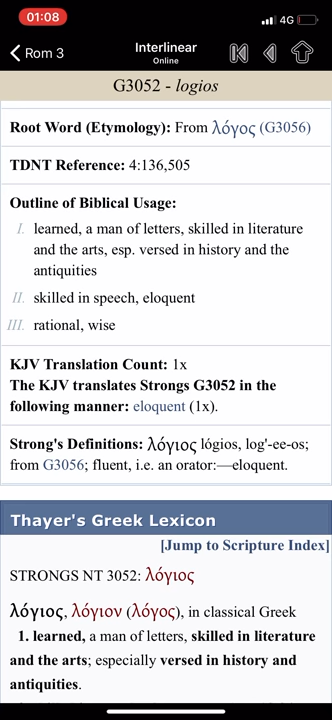 01:08
4G
Rom 3
Interlinear
Online
G3052 - logios
Root Word (Etymology): From λόγος (G3056)
TDNT Reference: 4:136,505
Outline of Biblical Usage:
I. learned, a man of letters, skilled in literature
and the arts, esp. versed in history and the
antiquities
II. skilled in speech, eloquent
III. rational, wise
KJV Translation Count: 1x
The KJV translates Strongs G3052 in the
following manner: eloquent (1x).
Strong's Definitions: λόγιος lógios, log'-ee-os;
from G3056; fluent, i.e. an orator:—eloquent.
Thayer's Greek Lexicon
[Jump to Scripture Index]
STRONGS NT 3052: λόγιος
λόγιος, λόγιον (λόγος), in classical Greek
1. learned, a man of letters, skilled in literature
and the arts; especially versed in history and
antiquities.